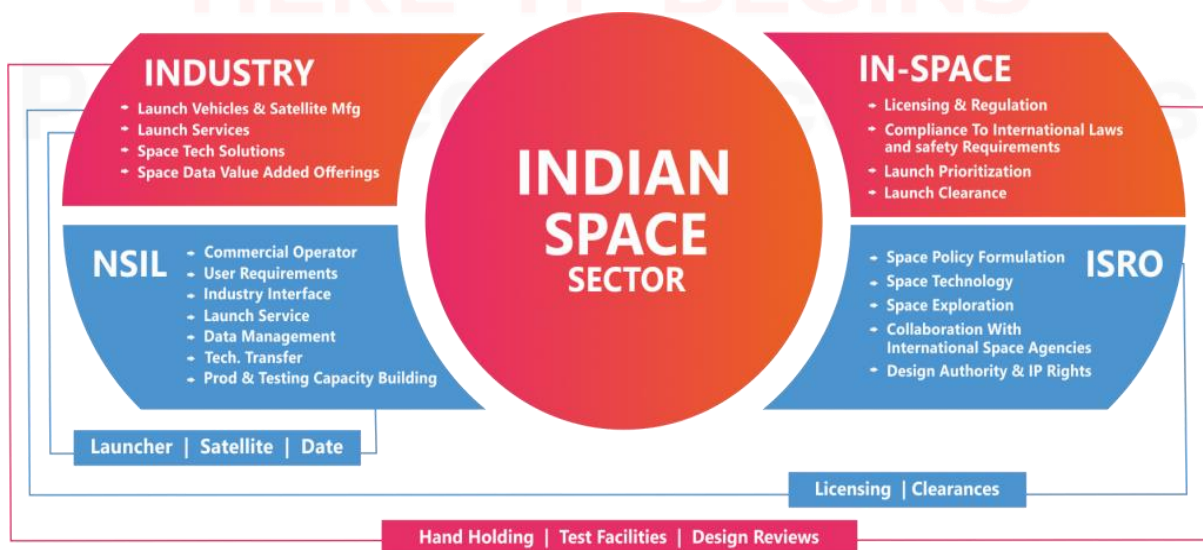 HERE IT BEGINS
INDUSTRY
Launch Vehicles & Satellite Mfg
Launch Services
Space Tech Solutions
Space Data Value Added Offerings
NSIL
Commercial Operator
User Requirements
Industry Interface
Launch Service
Data Management
Tech. Transfer
Prod & Testing Capacity Building
INDIAN
SPACE
SECTOR
IN-SPACE
Licensing & Regulation
Compliance To International Laws
and safety Requirements
Launch Prioritization
Launch Clearance
ISRO
Space Policy Formulation
Space Technology
Space Exploration
Collaboration With
International Space Agencies
Design Authority & IP Rights
Launcher | Satellite | Date
Licensing | Clearances
Hand Holding | Test Facilities | Design Reviews